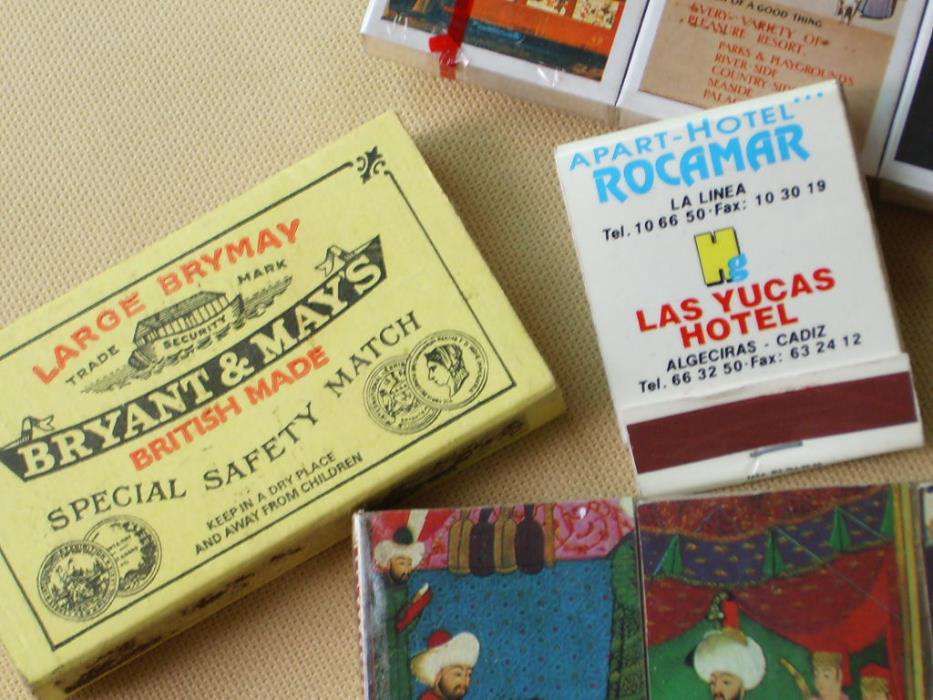 OF A GOOD THING
EVERY VARIETY OF
PLEASURE RESORT.
PARKS & PLAYGROUNDS
RIVER-SIDE
COUNTRY SIDE
SEASIDE
APART-HOTEL***
ROCAMAR
LA LINEA
Tel. 10 66 50·Fax: 10 30 19
Hg
LAS YUCAS
HOTEL
ALGECIRAS - CADIZ
Tel. 66 32 50·Fax: 63 24 12
LARGE BRYMAY
TRADE MARK
SECURITY
BRYANT & MAY'S
BRITISH MADE
SPECIAL SAFETY MATCH
KEEP IN A DRY PLACE
AND AWAY FROM CHILDREN